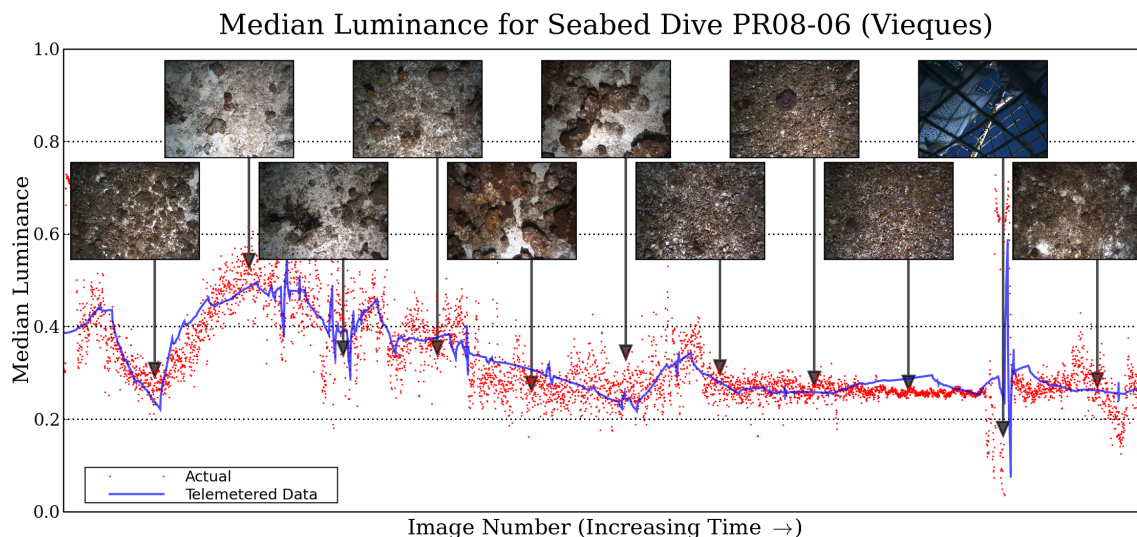 Median Luminance for Seabed Dive PR08-06 (Vieques)
1.0
0.8
0.6
0.4
0.2
0.0
Median Luminance
Actual
Telemetered Data
Image Number (Increasing Time →)